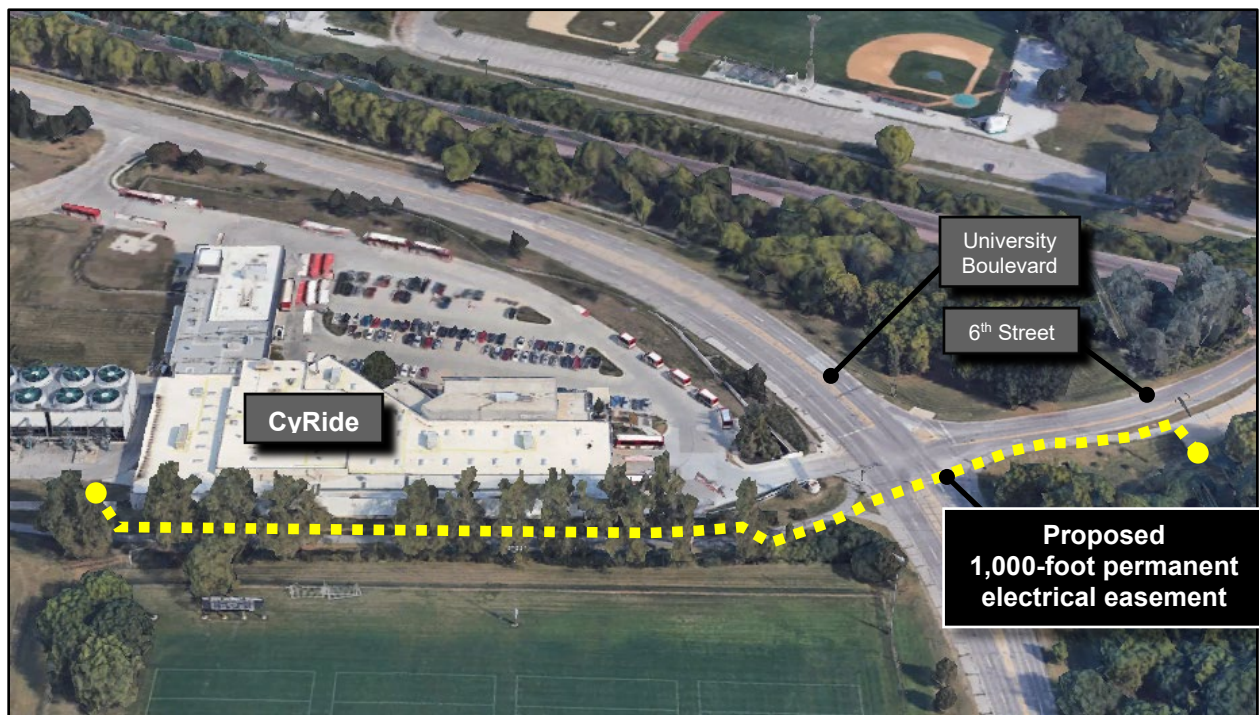 University
Boulevard
6th Street
CyRide
Proposed
1,000-foot permanent
electrical easement